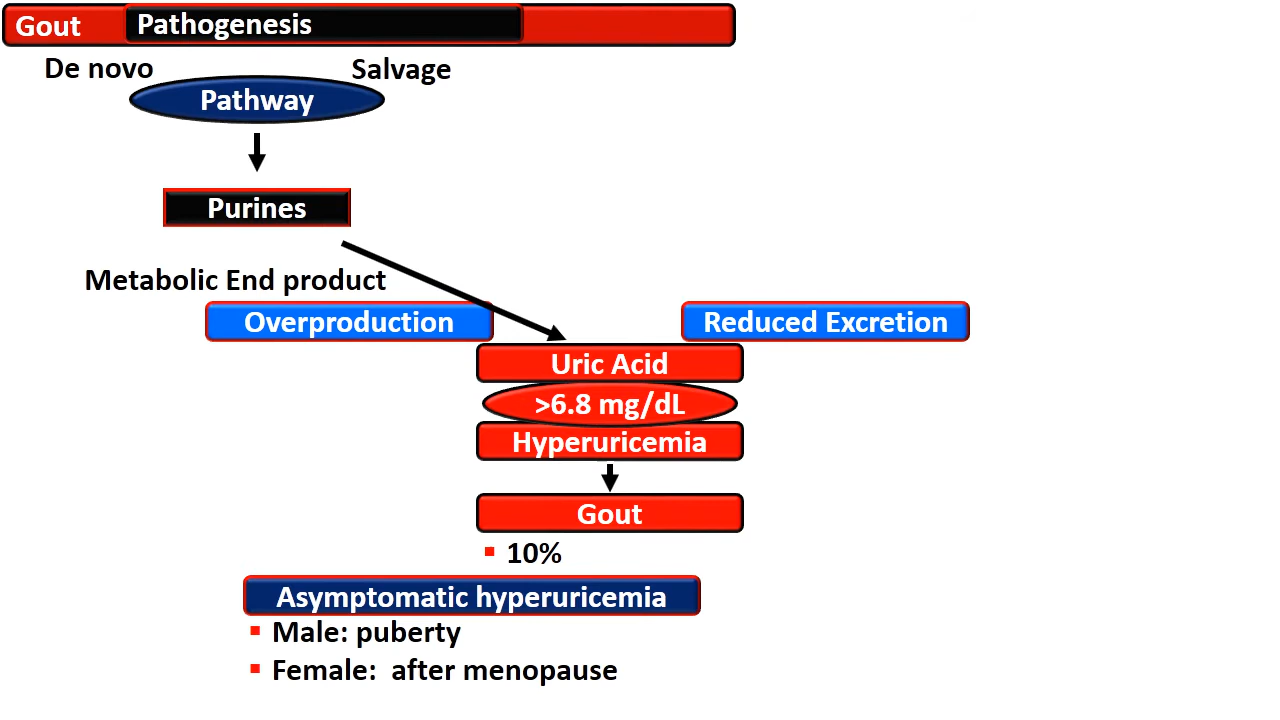 Gout Pathogenesis
De novo Salvage
Pathway
Purines
Metabolic End product
Overproduction Reduced Excretion
Uric Acid
>6.8 mg/dL
Hyperuricemia
Gout
▪ 10%
Asymptomatic hyperuricemia
▪ Male: puberty
▪ Female: after menopause